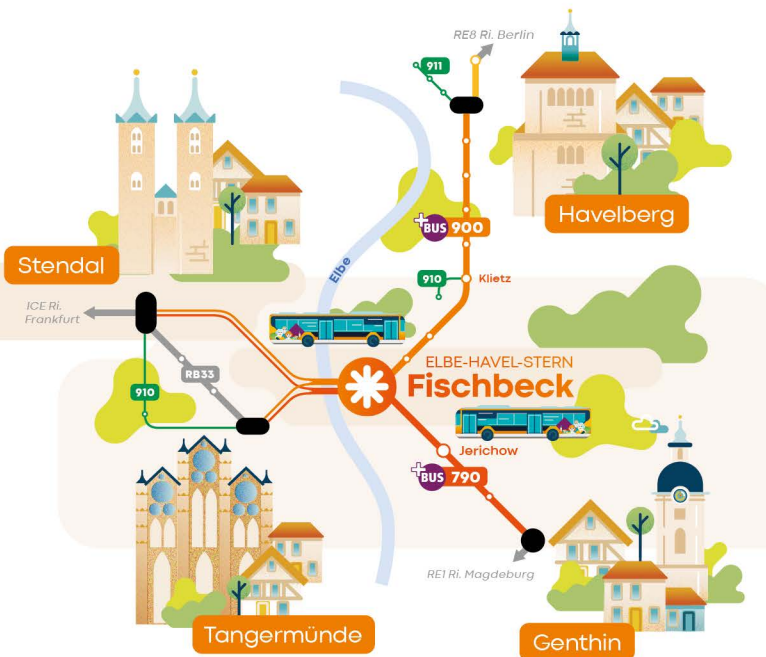 RE8 Ri. Berlin
911
Havelberg
+BUS 900
Stendal
Elbe
910
Klietz
ICE Ri.
Frankfurt
RB33
910
ELBE-HAVEL-STERN
Fischbeck
Jerichow
+BUS 790
RE1 Ri. Magdeburg
Tangermünde
Genthin